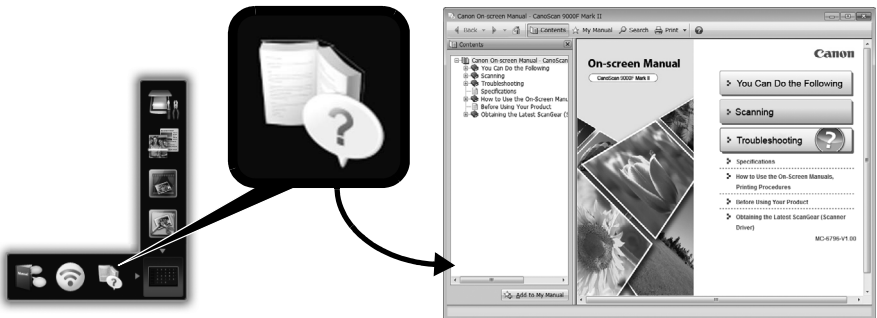 Canon On-screen Manual - CanoScan 9000F Mark II
Back
Contents
My Manual
Search
Print
Contents
Canon On-screen Manual - CanoScan
You Can Do the Following
Scanning
Troubleshooting
Specifications
How to Use the On-Screen Manu
Before Using Your Product
Obtaining the Latest ScanGear (S
Add to My Manual
On-screen Manual
CanoScan 9000F Mark II
Canon
You Can Do the Following
Scanning
Troubleshooting
Specifications
How to Use the On-Screen Manuals,
Printing Procedures
Before Using Your Product
Obtaining the Latest ScanGear (Scanner
Driver)
MC-6796-V1.00